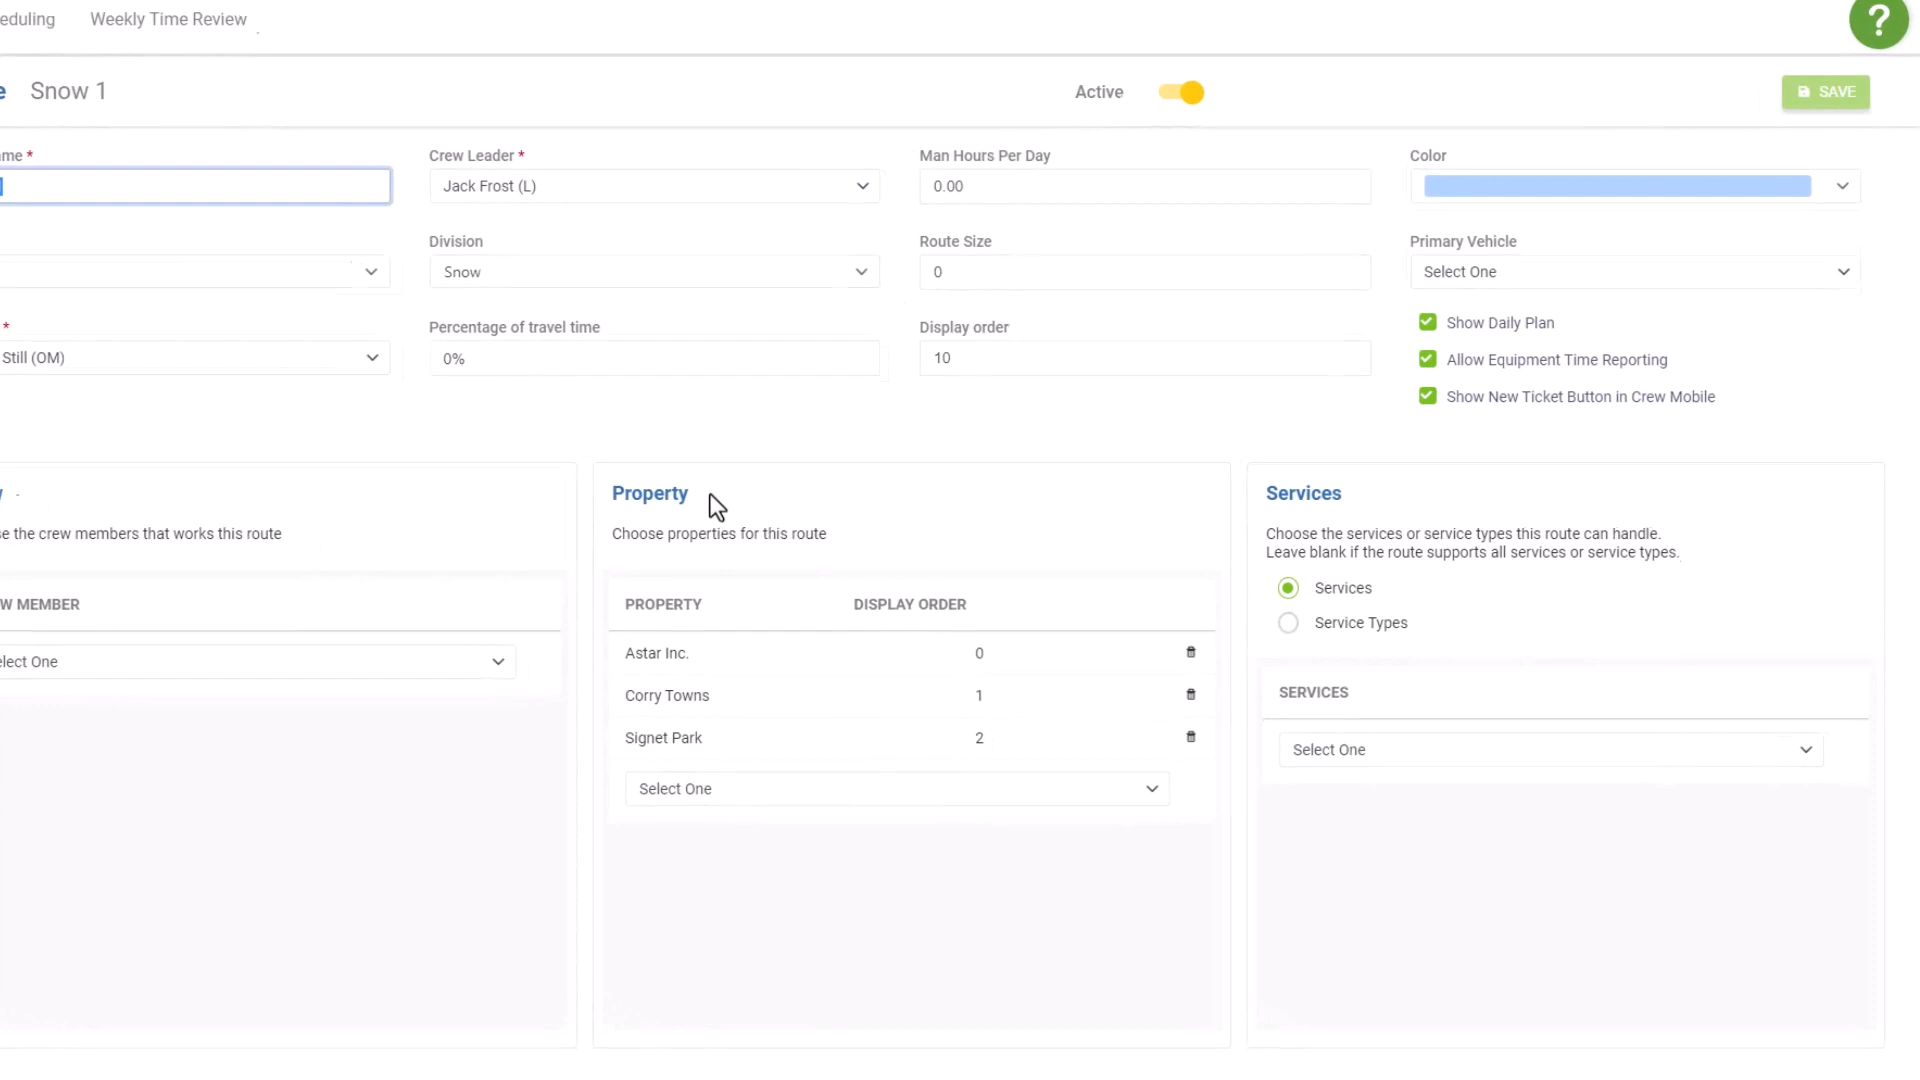 eduling Weekly Time Review
?
e Snow 1 Active SAVE
ame * Crew Leader * Man Hours Per Day Color
Jack Frost (L) 0.00
Division Route Size Primary Vehicle
Snow 0 Select One
* Percentage of travel time Display order Show Daily Plan
Still (OM) 0% 10 Allow Equipment Time Reporting
Show New Ticket Button in Crew Mobile
Property Services
se the crew members that works this route Choose properties for this route Choose the services or service types this route can handle.
Leave blank if the route supports all services or service types.
Services
W MEMBER PROPERTY DISPLAY ORDER Service Types
elect One Astar Inc. 0
Corry Towns 1 SERVICES
Signet Park 2 Select One
Select One